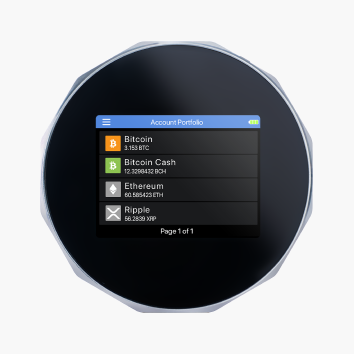 Account Portfolio
Bitcoin
3.153 BTC
Bitcoin Cash
12.3298432 BCH
Ethereum
60.585423 ETH
Ripple
56.2839 XRP
Page 1 of 1